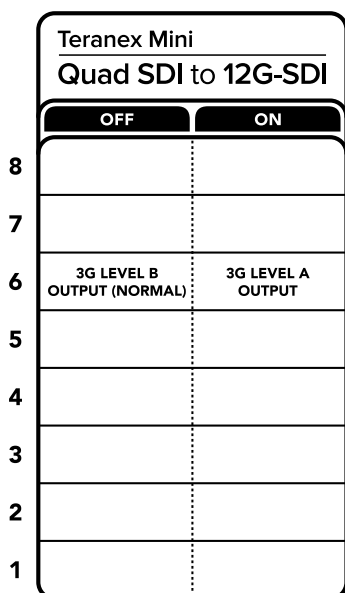 Teranex Mini
Quad SDI to 12G-SDI
OFF ON
8
7
6 3G LEVEL B OUTPUT (NORMAL) 3G LEVEL A OUTPUT
5
4
3
2
1